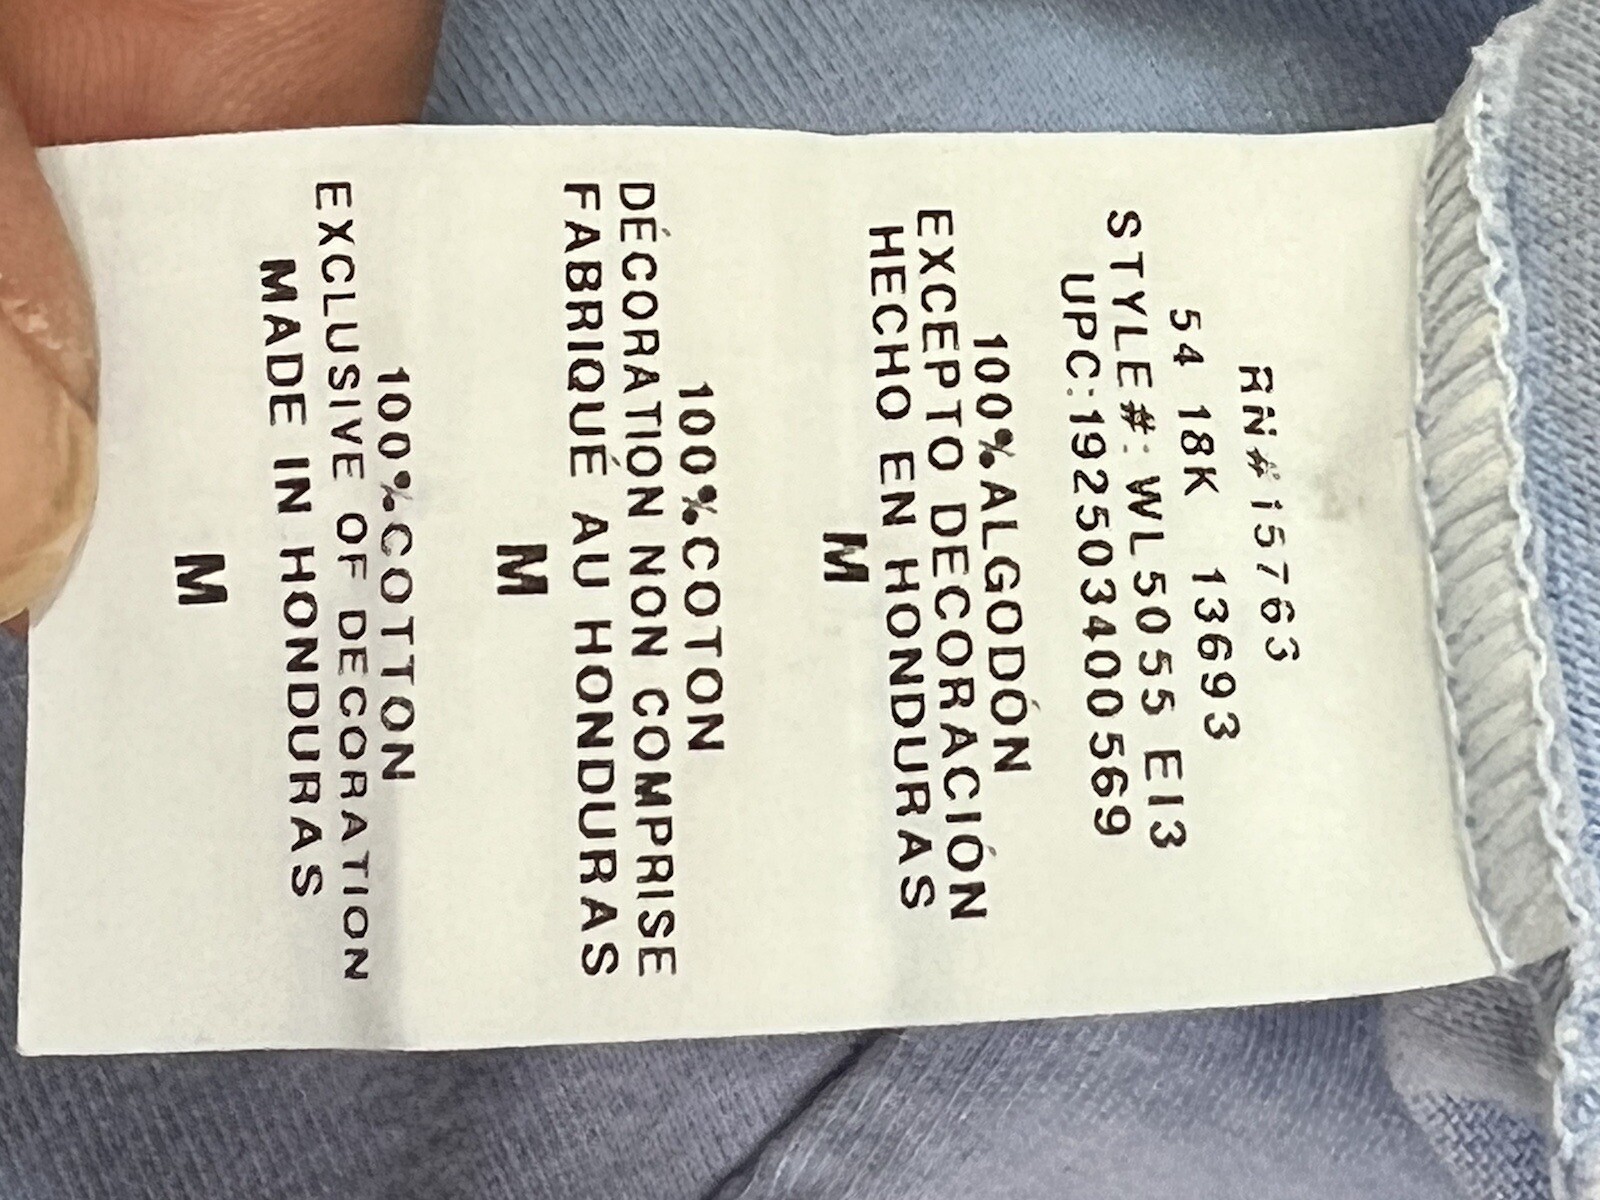 RN#15763
54 18K 13693
STYLE#: WL5055 EI3
UPC:192503400569
100%ALGODÓN
EXCEPTO DECORACIÓN
HECHO EN HONDURAS
M
100%COTON
DÉCORATION NON COMPRISE
FABRIQUÉ AU HONDURAS
M
100%COTTON
EXCLUSIVE OF DECORATION
MADE IN HONDURAS
M